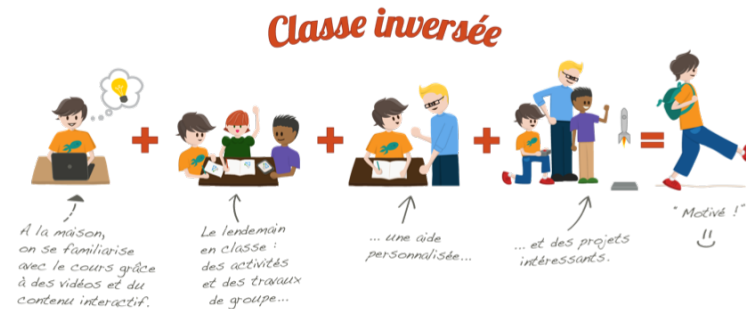 Classe inversée
A la maison,
on se familiarise
avec le cours grâce
à des vidéos et du
contenu interactif.
Le lendemain
en classe :
des activités
et des travaux
de groupe...
... une aide
personnalisée...
... et des projets
intéressants.
" Motivé ! "